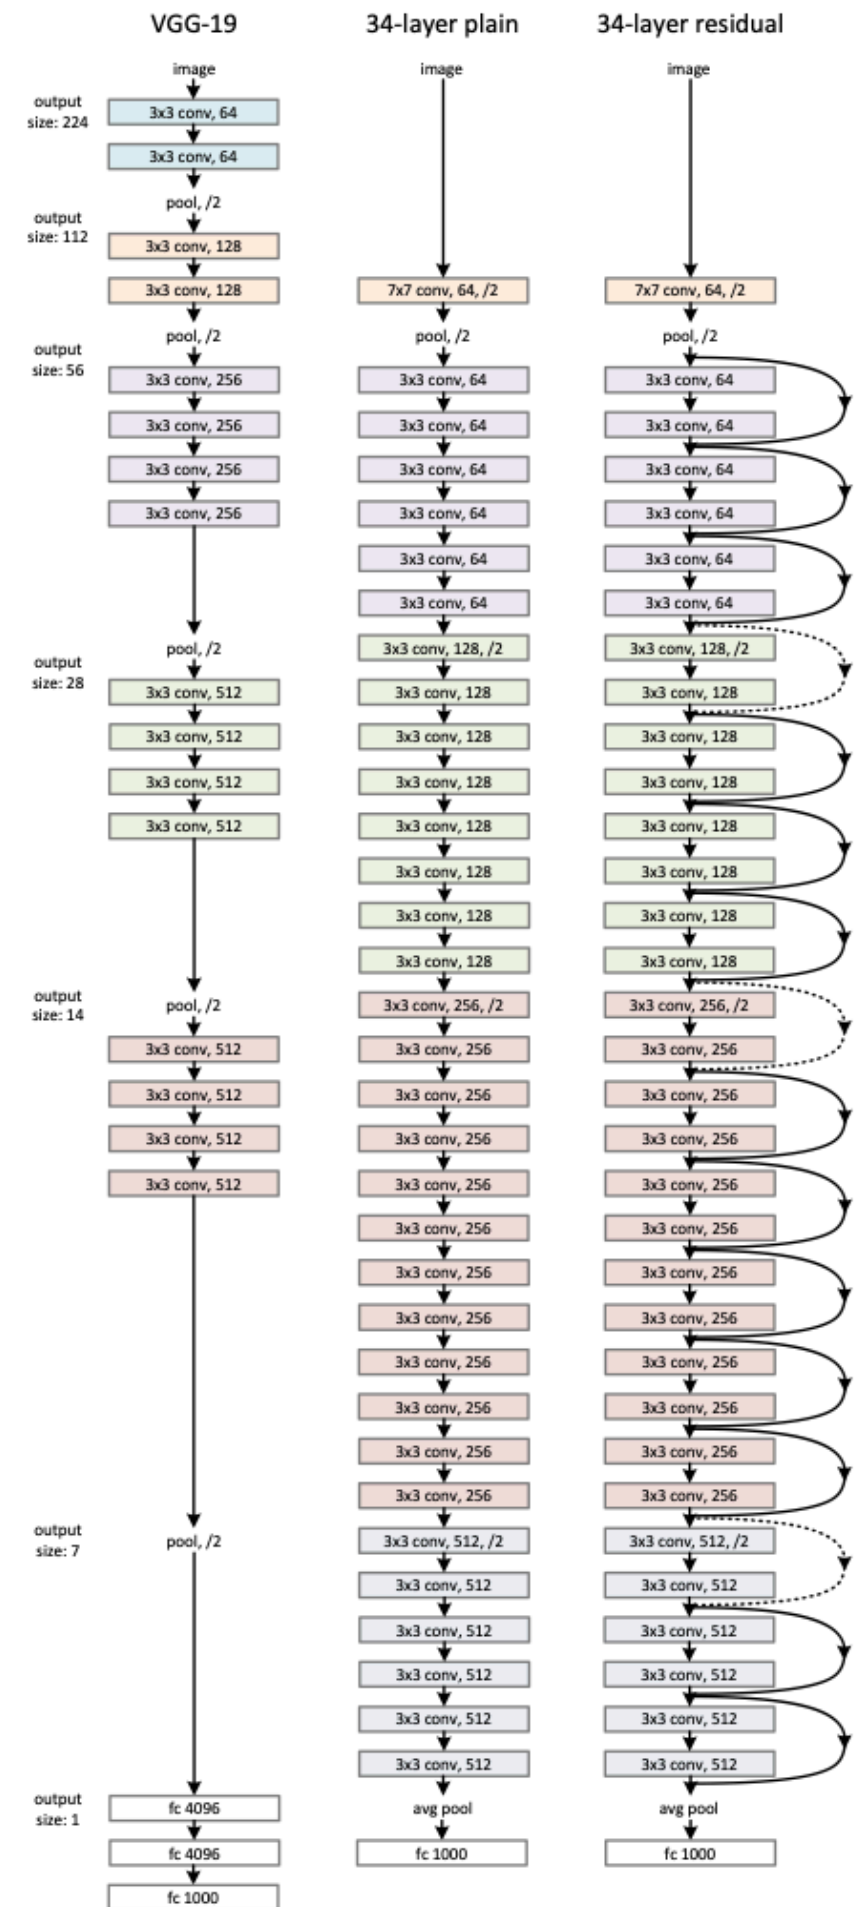 VGG-19
image
output
size: 224
3x3 conv, 64
3x3 conv, 64
pool, /2
output
size: 112
3x3 conv, 128
3x3 conv, 128
pool, /2
output
size: 56
3x3 conv, 256
3x3 conv, 256
3x3 conv, 256
3x3 conv, 256
pool, /2
output
size: 28
3x3 conv, 512
3x3 conv, 512
3x3 conv, 512
3x3 conv, 512
output
size: 14
pool, /2
3x3 conv, 512
3x3 conv, 512
3x3 conv, 512
3x3 conv, 512
output
size: 7
pool, /2
output
size: 1
fc 4096
fc 4096
fc 1000
34-layer plain
image
7x7 conv, 64, /2
pool, /2
3x3 conv, 64
3x3 conv, 64
3x3 conv, 64
3x3 conv, 64
3x3 conv, 64
3x3 conv, 64
3x3 conv, 128, /2
3x3 conv, 128
3x3 conv, 128
3x3 conv, 128
3x3 conv, 128
3x3 conv, 128
3x3 conv, 128
3x3 conv, 128
3x3 conv, 256, /2
3x3 conv, 256
3x3 conv, 256
3x3 conv, 256
3x3 conv, 256
3x3 conv, 256
3x3 conv, 256
3x3 conv, 256
3x3 conv, 256
3x3 conv, 256
3x3 conv, 256
3x3 conv, 256
3x3 conv, 512, /2
3x3 conv, 512
3x3 conv, 512
3x3 conv, 512
3x3 conv, 512
3x3 conv, 512
avg pool
fc 1000
34-layer residual
image
7x7 conv, 64, /2
pool, /2
3x3 conv, 64
3x3 conv, 64
3x3 conv, 64
3x3 conv, 64
3x3 conv, 64
3x3 conv, 64
3x3 conv, 128, /2
3x3 conv, 128
3x3 conv, 128
3x3 conv, 128
3x3 conv, 128
3x3 conv, 128
3x3 conv, 128
3x3 conv, 128
3x3 conv, 256, /2
3x3 conv, 256
3x3 conv, 256
3x3 conv, 256
3x3 conv, 256
3x3 conv, 256
3x3 conv, 256
3x3 conv, 256
3x3 conv, 256
3x3 conv, 256
3x3 conv, 256
3x3 conv, 256
3x3 conv, 512, /2
3x3 conv, 512
3x3 conv, 512
3x3 conv, 512
3x3 conv, 512
3x3 conv, 512
avg pool
fc 1000